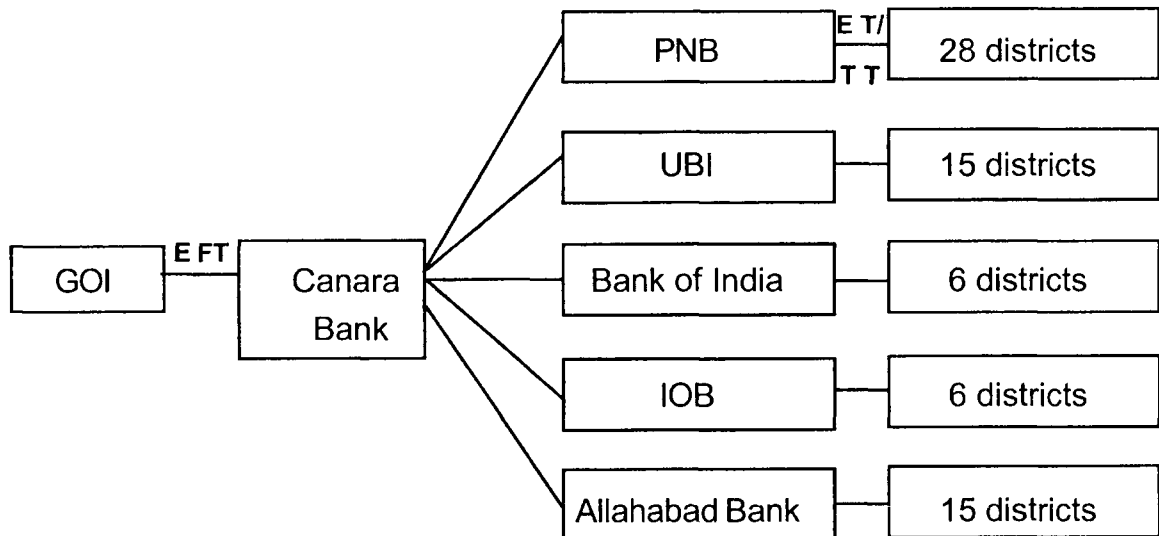 PNB
E T/
T T
28 districts
UBI
15 districts
GOI
E FT
Canara
Bank
Bank of India
6 districts
IOB
6 districts
Allahabad Bank
15 districts